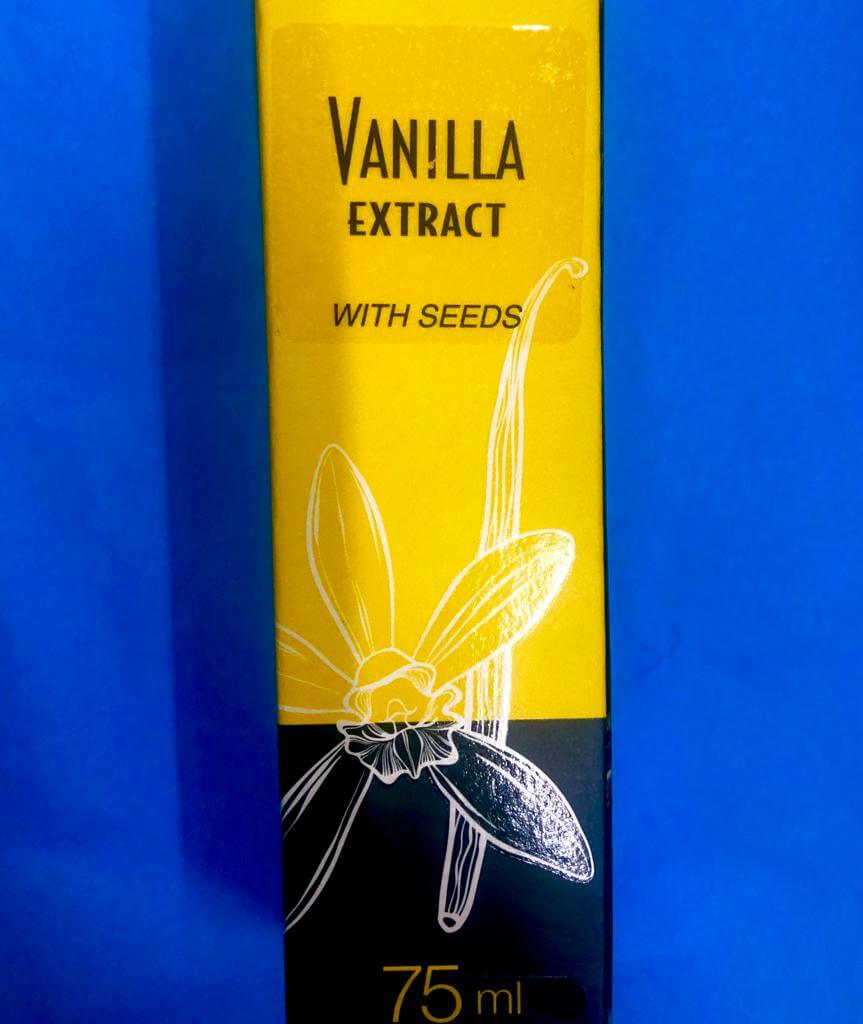 VANILLA
EXTRACT
WITH SEEDS
75 ml